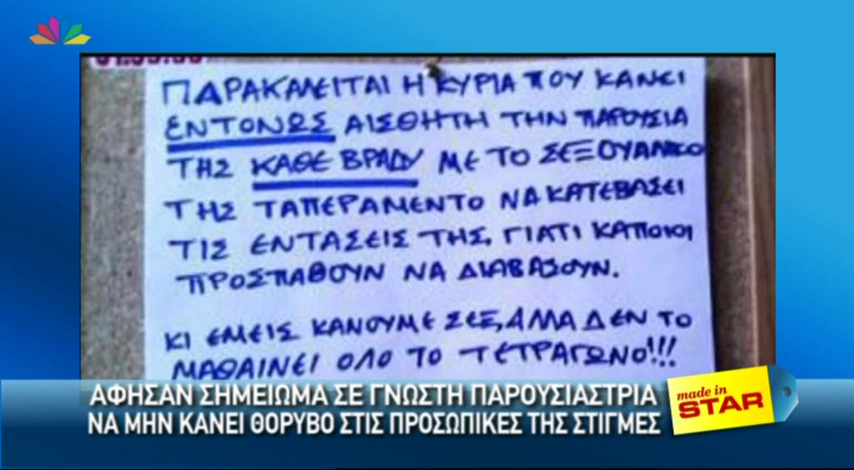 ΠΑΡΑΚΑΛΕΙΤΑΙ Η ΚΥΡΙΑ ΠΟΥ ΚΑΝΕΙ
ΕΝΤΟΝΩΣ ΑΙΣΘΗΤΗ ΤΗΝ ΠΑΡΟΥΣΙΑ
ΤΗΣ ΚΑΘΕ ΒΡΑΔΥ ΜΕ ΤΟ ΣΕΞΟΥΑΛΙΚΟ
ΤΗΣ ΤΑΠΕΡΑΜΕΝΤΟ ΝΑ ΚΑΤΕΒΑΣΕΙ
ΤΙΣ ΕΝΤΑΣΕΙΣ ΤΗΣ, ΓΙΑΤΙ ΚΑΠΟΙΟΙ
ΠΡΟΣΠΑΘΟΥΝ ΝΑ ΔΙΑΒΑΣΟΥΝ.
ΚΙ ΕΜΕΙΣ ΚΑΝΟΥΜΕ ΣΕΞ, ΑΜΑ ΔΕΝ ΤΟ
ΜΑΘΑΙΝΕΙ ΟΛΟ ΤΟ ΤΕΤΡΑΓΩΝΟ!!!
ΑΦΗΣΑΝ ΣΗΜΕΙΩΜΑ ΣΕ ΓΝΩΣΤΗ ΠΑΡΟΥΣΙΑΣΤΡΙΑ
ΝΑ ΜΗΝ ΚΑΝΕΙ ΘΟΡΥΒΟ ΣΤΙΣ ΠΡΟΣΩΠΙΚΕΣ ΤΗΣ ΣΤΙΓΜΕΣ
made in
STAR